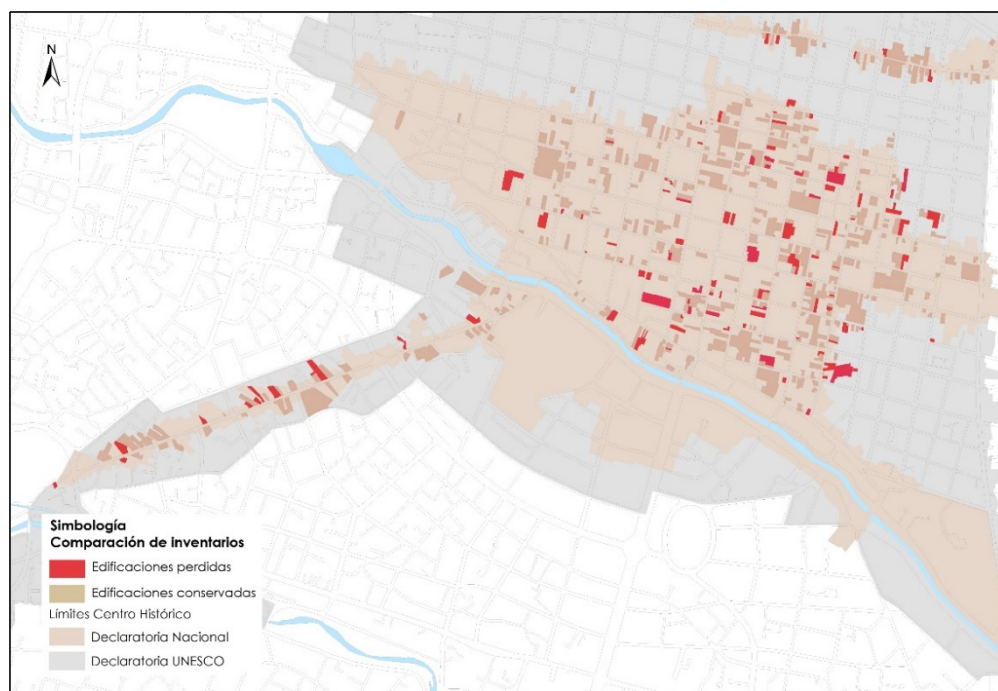 N
Simbología
Comparación de inventarios
Edificaciones perdidas
Edificaciones conservadas
Límites Centro Histórico
Declaratoria Nacional
Declaratoria UNESCO